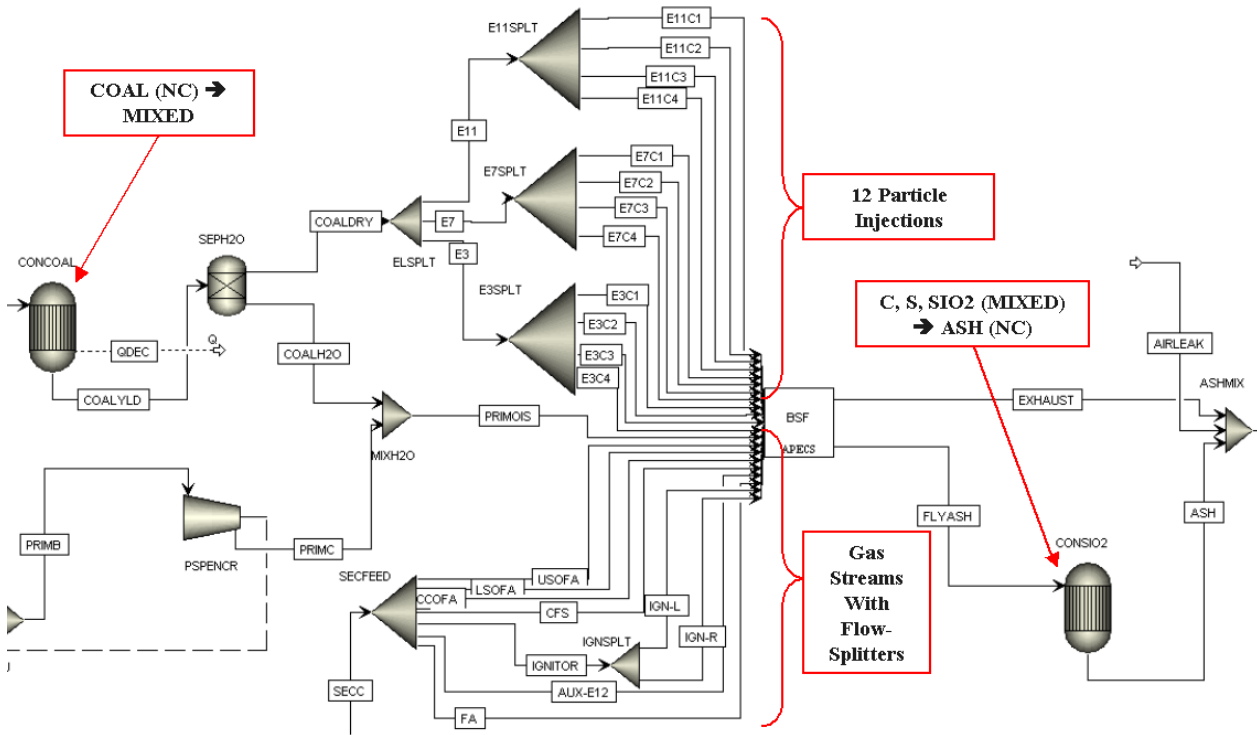 E11SPLT
E11C1
E11C2
E11C3
E11C4
COAL (NC) ➔
MIXED
E11
E7SPLT
E7C1
E7C2
E7C3
E7C4
12 Particle
Injections
COALDRY
E7
SEPH2O
ELSPLT
E3
CONCOAL
E3SPLT
E3C1
E3C2
E3C3
E3C4
C, S, SIO2 (MIXED)
➔ ASH (NC)
QDEC
Q
COALH2O
AIRLEAK
ASHMIX
COALYLD
PRIMOIS
BSF
APECS
EXHAUST
MIXH2O
PRIMB
PSPENCR
PRIMC
FLYASH
ASH
CONSIO2
SECFEED
USOFA
LSOFA
CCOFA
CFS
IGN-L
IGN-R
IGNSPLT
IGNITOR
AUX-E12
SECC
FA
Gas
Streams
With
Flow-
Splitters